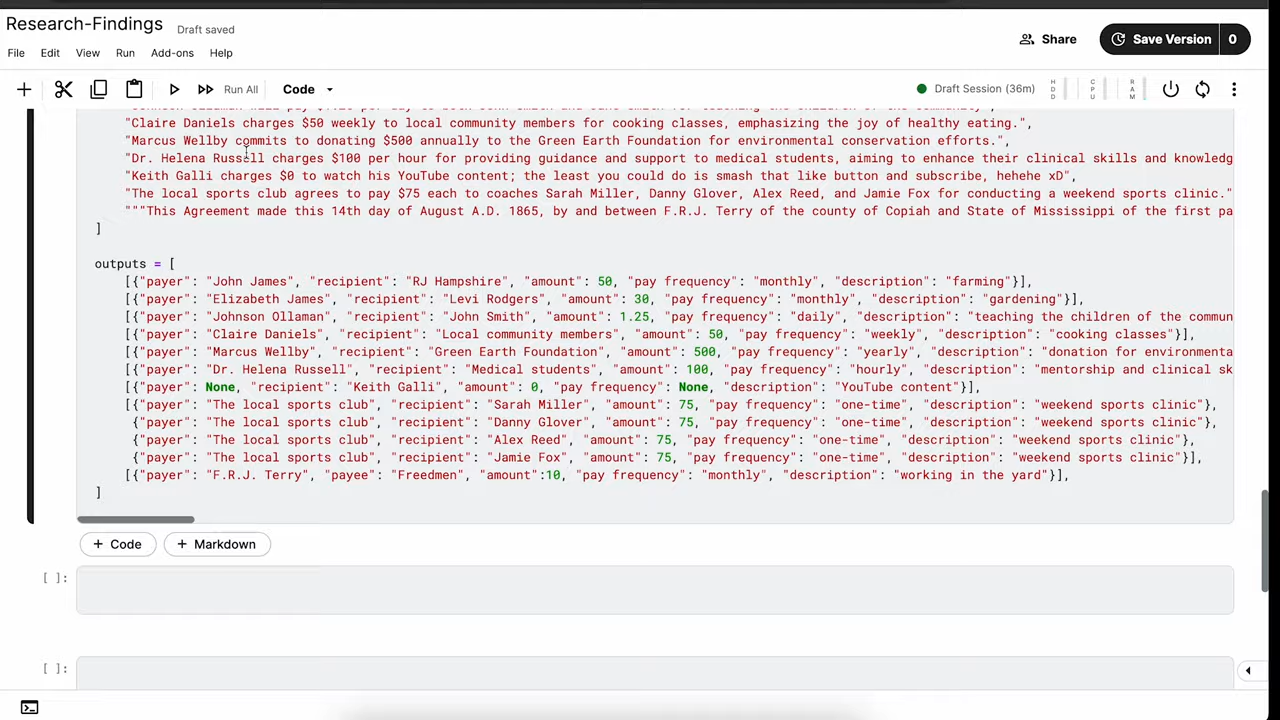 Research-Findings Draft saved
File Edit View Run Add-ons Help
Share Save Version 0
Run All Code Draft Session (36m) HDD CPU RAM
"Claire Daniels charges $50 weekly to local community members for cooking classes, emphasizing the joy of healthy eating.",
"Marcus Wellby commits to donating $500 annually to the Green Earth Foundation for environmental conservation efforts.",
"Dr. Helena Russell charges $100 per hour for providing guidance and support to medical students, aiming to enhance their clinical skills and knowledg
"Keith Galli charges $0 to watch his YouTube content; the least you could do is smash that like button and subscribe, hehehe xD",
"The local sports club agrees to pay $75 each to coaches Sarah Miller, Danny Glover, Alex Reed, and Jamie Fox for conducting a weekend sports clinic."
"""This Agreement made this 14th day of August A.D. 1865, by and between F.R.J. Terry of the county of Copiah and State of Mississippi of the first pa
]
outputs = [
[{"payer": "John James", "recipient": "RJ Hampshire", "amount": 50, "pay frequency": "monthly", "description": "farming"}],
[{"payer": "Elizabeth James", "recipient": "Levi Rodgers", "amount": 30, "pay frequency": "monthly", "description": "gardening"}],
[{"payer": "Johnson Ollaman", "recipient": "John Smith", "amount": 1.25, "pay frequency": "daily", "description": "teaching the children of the commun
[{"payer": "Claire Daniels", "recipient": "Local community members", "amount": 50, "pay frequency": "weekly", "description": "cooking classes"}],
[{"payer": "Marcus Wellby", "recipient": "Green Earth Foundation", "amount": 500, "pay frequency": "yearly", "description": "donation for environmenta
[{"payer": "Dr. Helena Russell", "recipient": "Medical students", "amount": 100, "pay frequency": "hourly", "description": "mentorship and clinical sk
[{"payer": None, "recipient": "Keith Galli", "amount": 0, "pay frequency": None, "description": "YouTube content"}],
[{"payer": "The local sports club", "recipient": "Sarah Miller", "amount": 75, "pay frequency": "one-time", "description": "weekend sports clinic"},
{"payer": "The local sports club", "recipient": "Danny Glover", "amount": 75, "pay frequency": "one-time", "description": "weekend sports clinic"},
{"payer": "The local sports club", "recipient": "Alex Reed", "amount": 75, "pay frequency": "one-time", "description": "weekend sports clinic"},
{"payer": "The local sports club", "recipient": "Jamie Fox", "amount": 75, "pay frequency": "one-time", "description": "weekend sports clinic"}],
[{"payer": "F.R.J. Terry", "payee": "Freedmen", "amount":10, "pay frequency": "monthly", "description": "working in the yard"}],
]
+ Code + Markdown
[ ]:
[ ]: